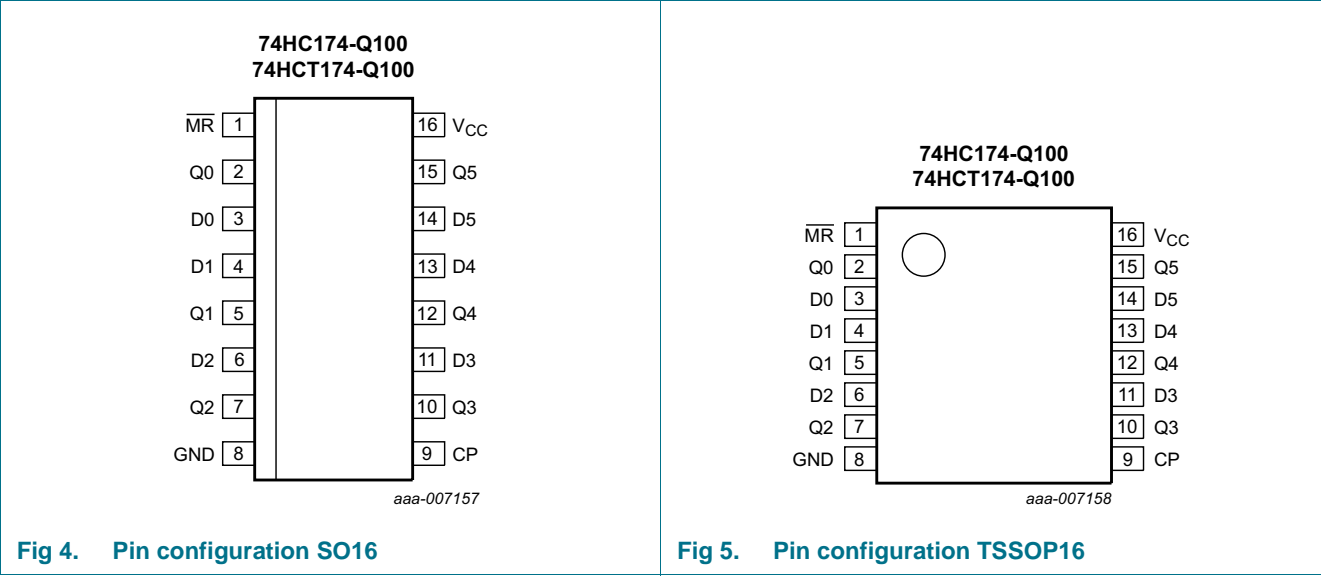 74HC174-Q100
74HCT174-Q100
M̅R̅ 1 16 VCC
Q0 2 15 Q5
D0 3 14 D5
D1 4 13 D4
Q1 5 12 Q4
D2 6 11 D3
Q2 7 10 Q3
GND 8 9 CP
aaa-007157
Fig 4. Pin configuration SO16
74HC174-Q100
74HCT174-Q100
M̅R̅ 1 16 VCC
Q0 2 15 Q5
D0 3 14 D5
D1 4 13 D4
Q1 5 12 Q4
D2 6 11 D3
Q2 7 10 Q3
GND 8 9 CP
aaa-007158
Fig 5. Pin configuration TSSOP16